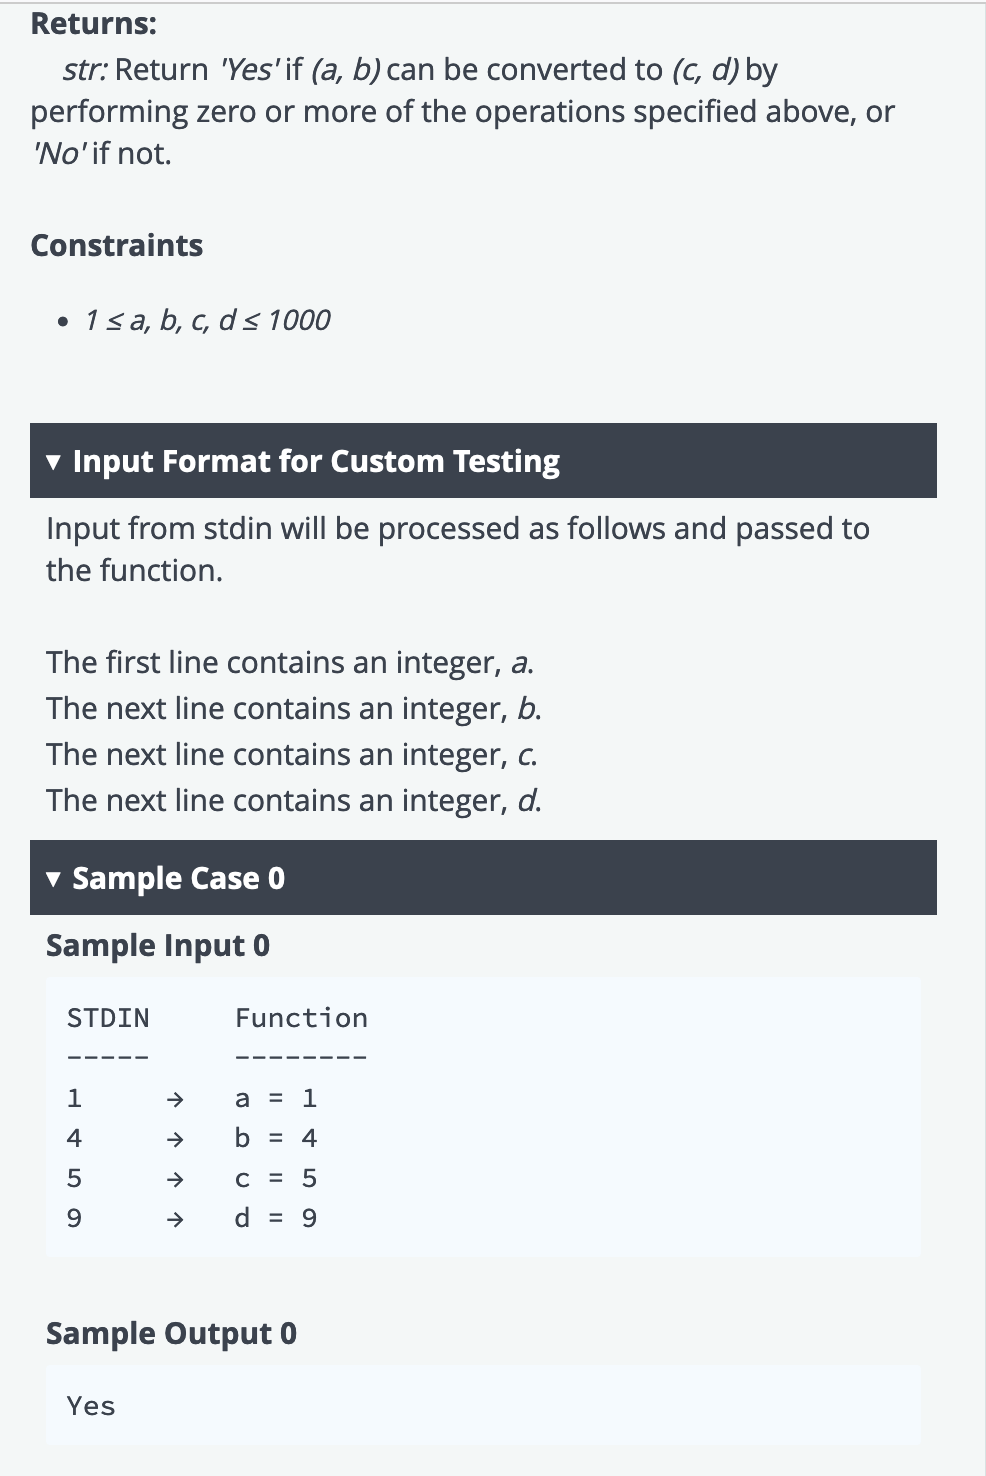 Returns:
str: Return 'Yes' if (a, b) can be converted to (c, d) by
performing zero or more of the operations specified above, or
'No' if not.
Constraints
• 1 ≤ a, b, c, d ≤ 1000
▼ Input Format for Custom Testing
Input from stdin will be processed as follows and passed to
the function.
The first line contains an integer, a.
The next line contains an integer, b.
The next line contains an integer, c.
The next line contains an integer, d.
▼ Sample Case 0
Sample Input 0
STDIN Function
----- --------
1 → a = 1
4 → b = 4
5 → c = 5
9 → d = 9
Sample Output 0
Yes